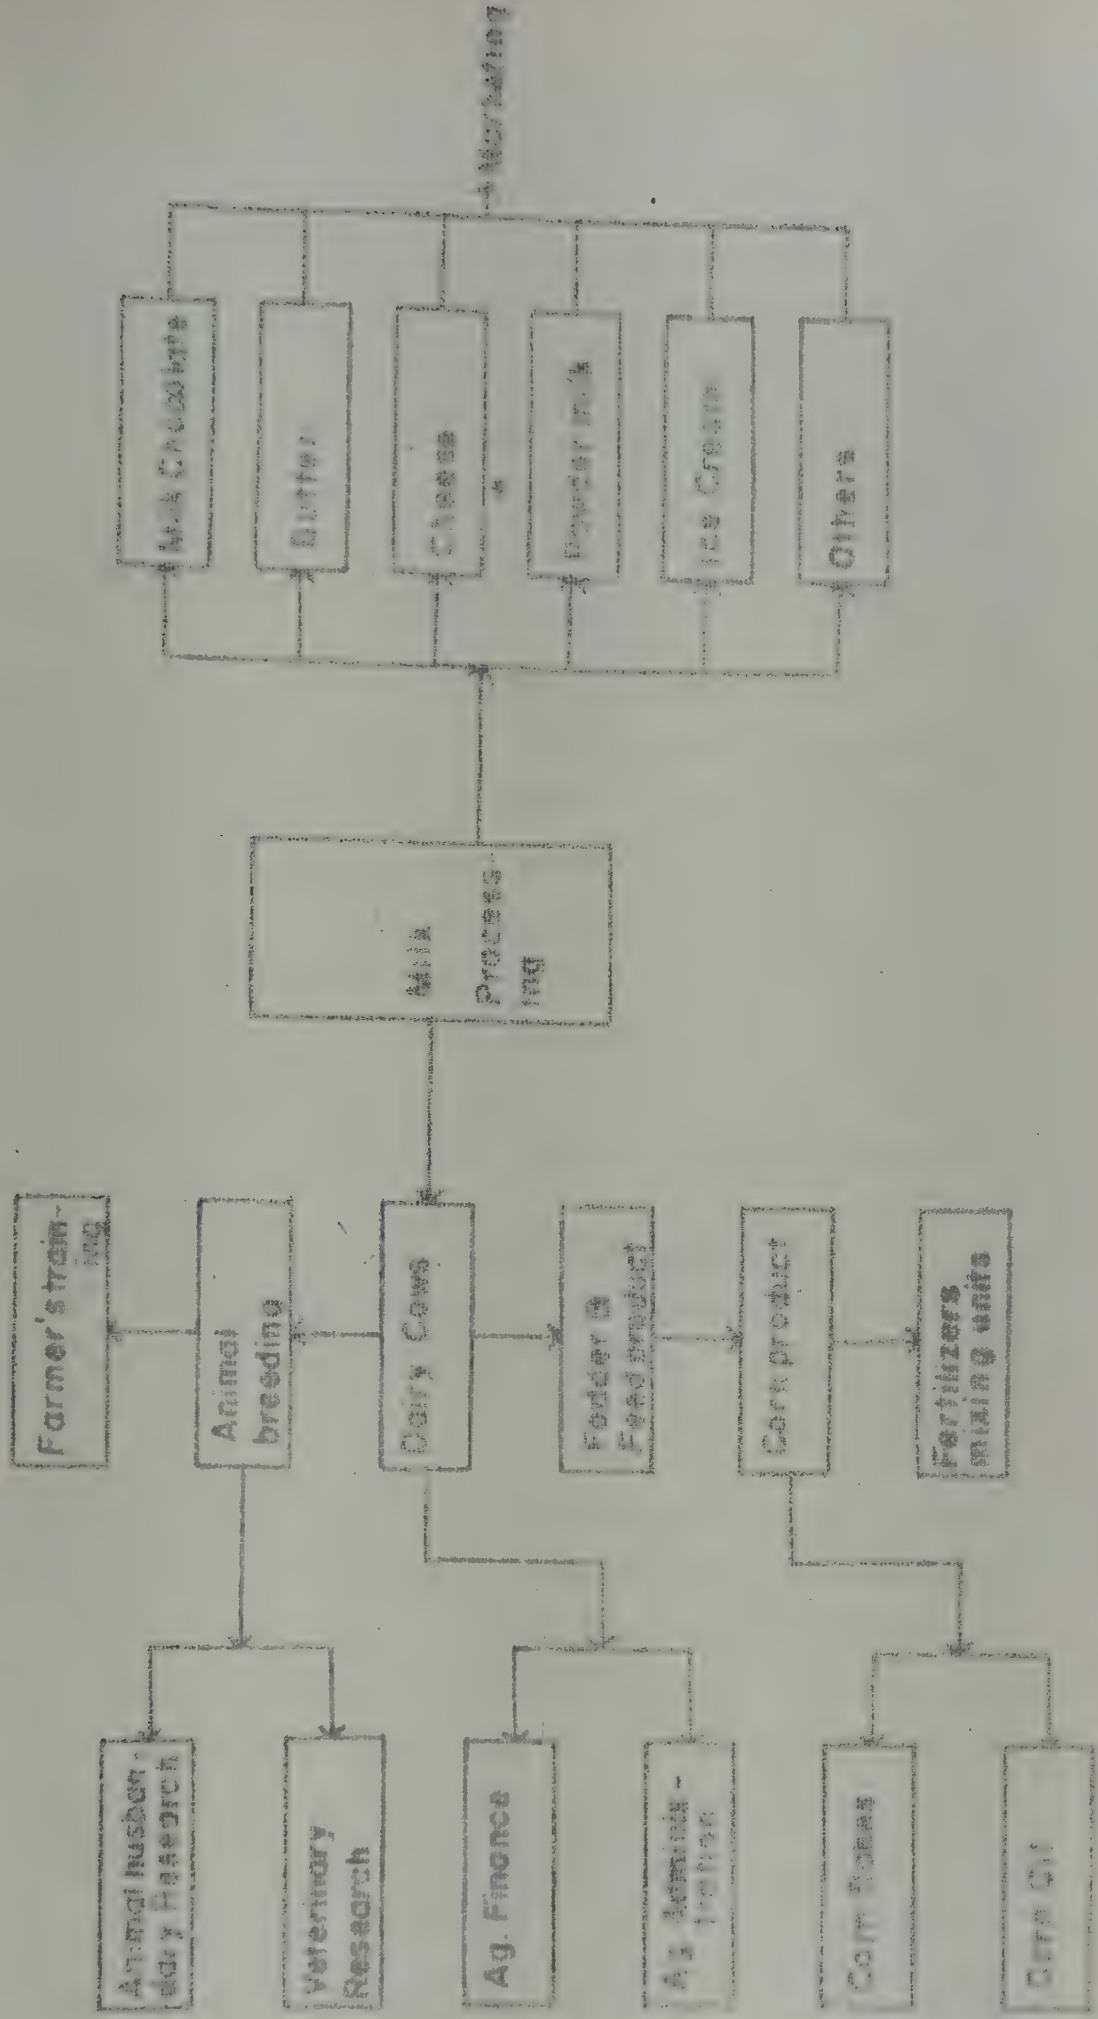 Farmer's train-
ing
Animal
breeding
Dairy Cows
Fodder &
Feed product
Corn product
Fertilizers
mixing units
Animal husban-
dry Research
Veterinary
Research
Ag. Finance
Ag.
Corn
Corn Oil
Milk
Process-
ing
Milk Chocolate
Butter
Cheese
Powder milk
Ice Cream
Others
Marketing